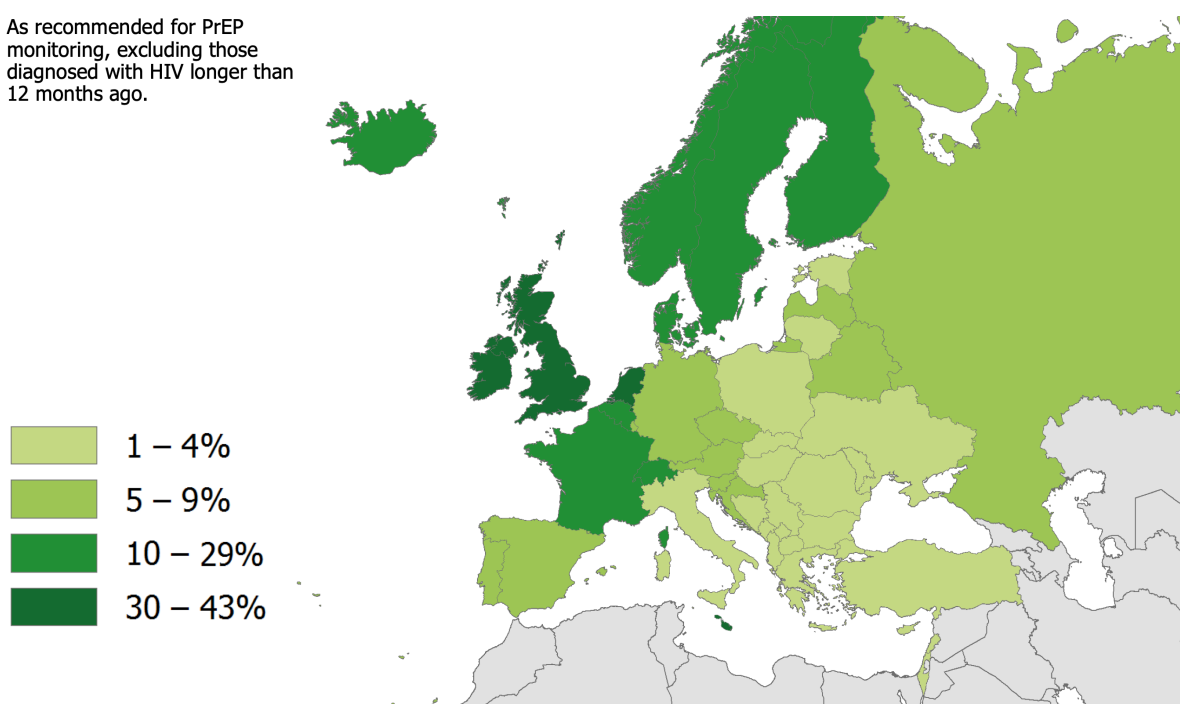 As recommended for PrEP
monitoring, excluding those
diagnosed with HIV longer than
12 months ago.
1 – 4%
5 – 9%
10 – 29%
30 – 43%